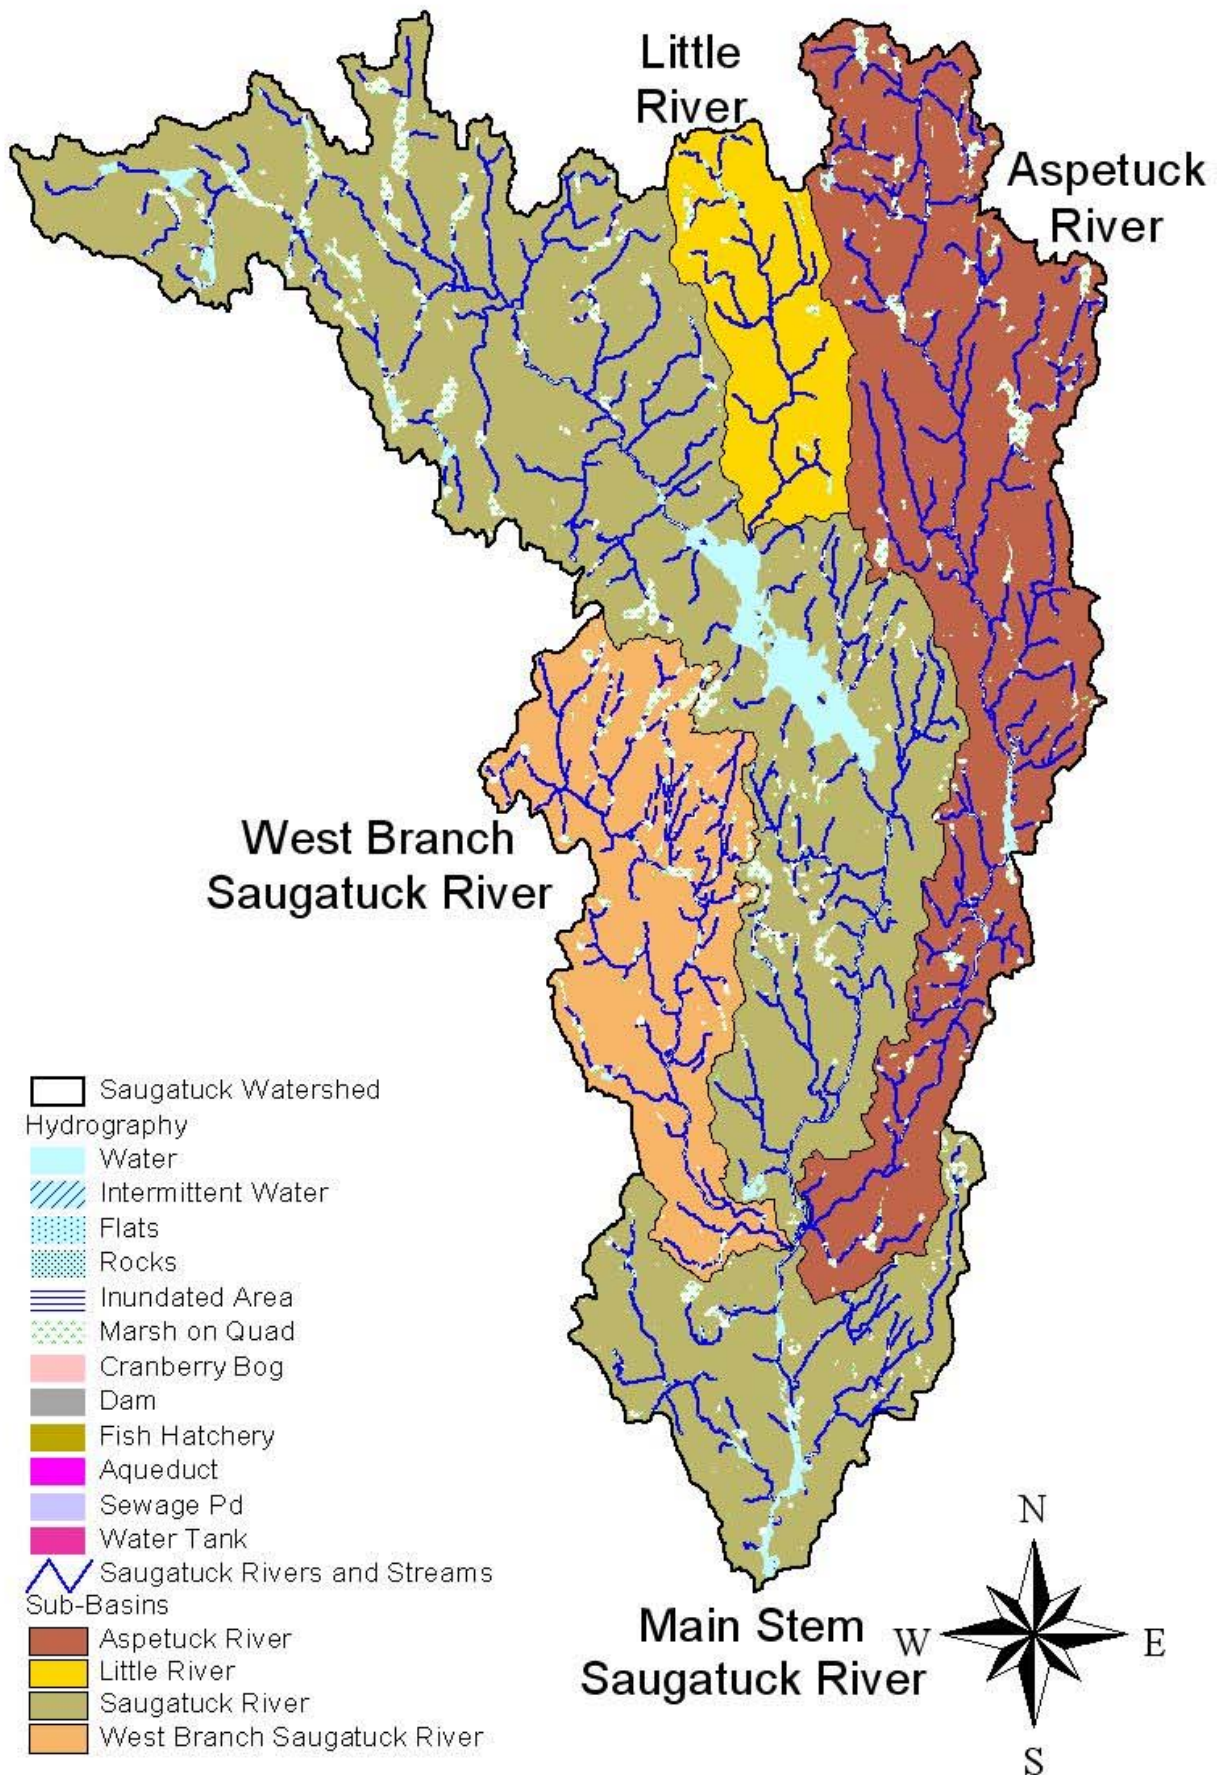 Little
River
Aspetuck
River
West Branch
Saugatuck River
Saugatuck Watershed
Hydrography
Water
Intermittent Water
Flats
Rocks
Inundated Area
Marsh on Quad
Cranberry Bog
Dam
Fish Hatchery
Aqueduct
Sewage Pd
Water Tank
Saugatuck Rivers and Streams
Sub-Basins
Aspetuck River
Little River
Saugatuck River
West Branch Saugatuck River
Main Stem
Saugatuck River
N
W
E
S